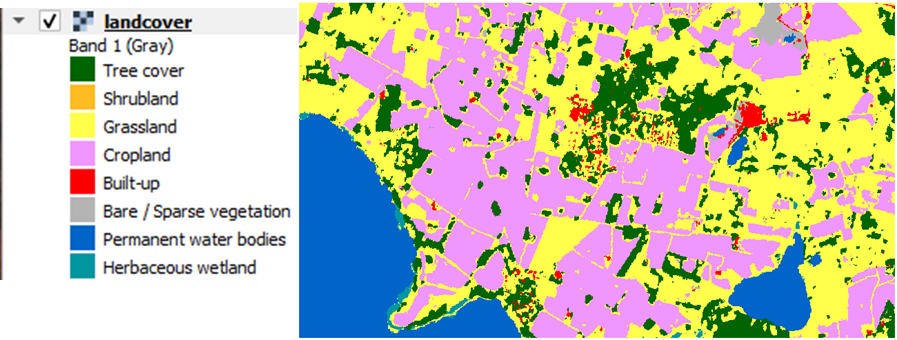 landcover
Band 1 (Gray)
Tree cover
Shrubland
Grassland
Cropland
Built-up
Bare / Sparse vegetation
Permanent water bodies
Herbaceous wetland